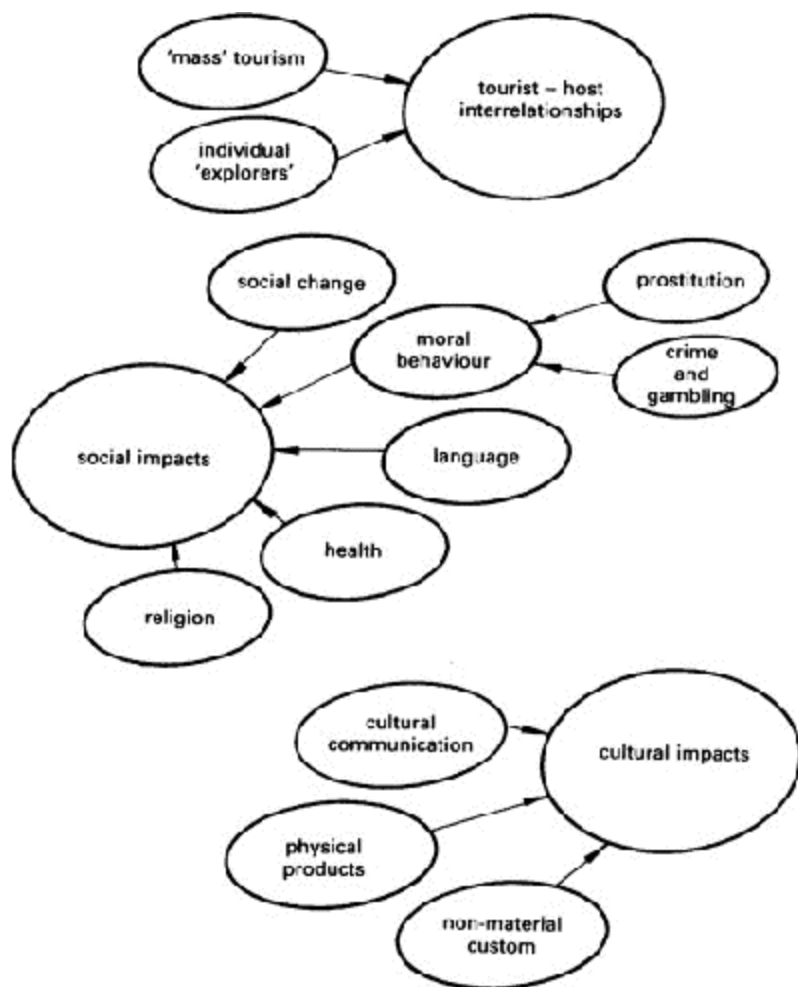 'mass' tourism
tourist – host
interrelationships
individual
'explorers'
social change
prostitution
moral
behaviour
crime
and
gambling
social impacts
language
health
religion
cultural
communication
cultural impacts
physical
products
non-material
custom